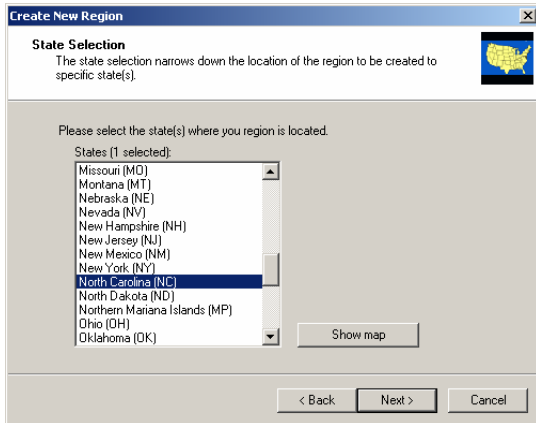 Create New Region
State Selection
The state selection narrows down the location of the region to be created to
specific state(s).
Please select the state(s) where you region is located.
States (1 selected):
Missouri (MO)
Montana (MT)
Nebraska (NE)
Nevada (NV)
New Hampshire (NH)
New Jersey (NJ)
New Mexico (NM)
New York (NY)
North Carolina (NC)
North Dakota (ND)
Northern Mariana Islands (MP)
Ohio (OH)
Oklahoma (OK)
Show map
< Back
Next >
Cancel